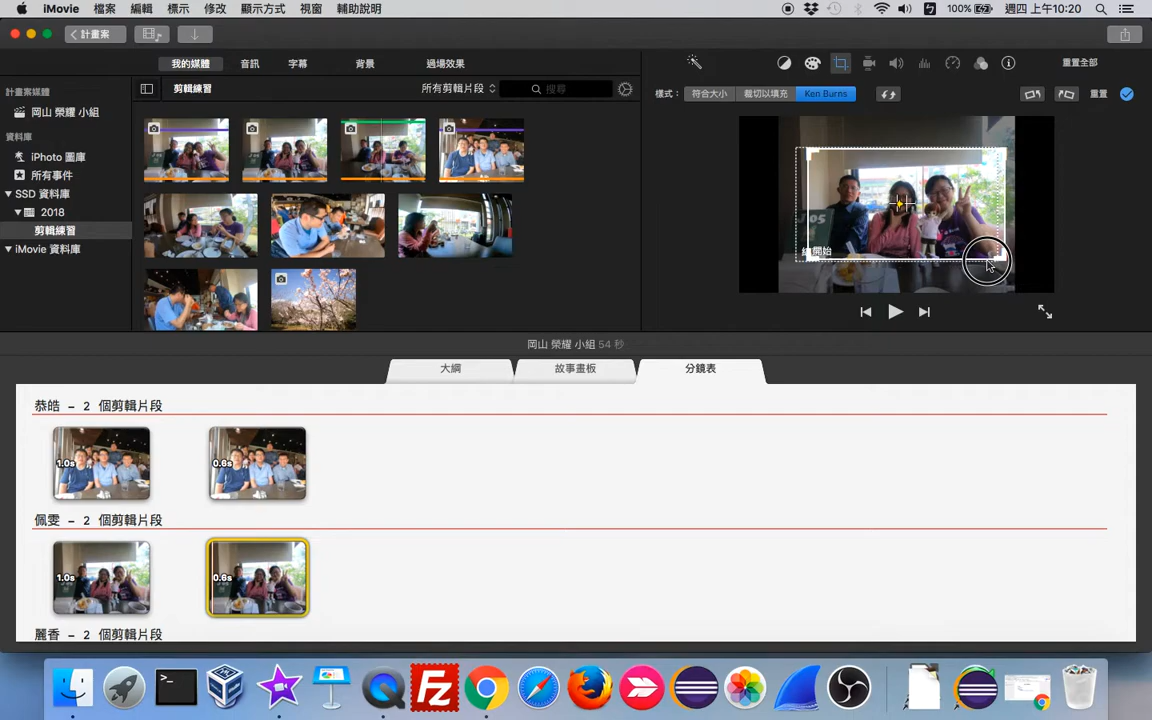 iMovie 檔案 編輯 標示 修改 顯示方式 視窗 輔助說明 100% 週四上午10:20
計畫案
我的媒體 音訊 字幕 背景 過場效果
重置全部
計畫案媒體
岡山 榮耀 小組
資料庫
iPhoto 圖庫
所有事件
SSD 資料庫
2018
剪輯練習
iMovie 資料庫
剪輯練習 所有剪輯片段 搜尋
樣式： 符合大小 裁切以填充 Ken Burns 重置
開始
岡山 榮耀 小組 54 秒
大綱 故事畫板 分鏡表
恭皓 – 2 個剪輯片段
1.0s 0.6s
佩雯 – 2 個剪輯片段
1.0s 0.6s
麗香 – 2 個剪輯片段